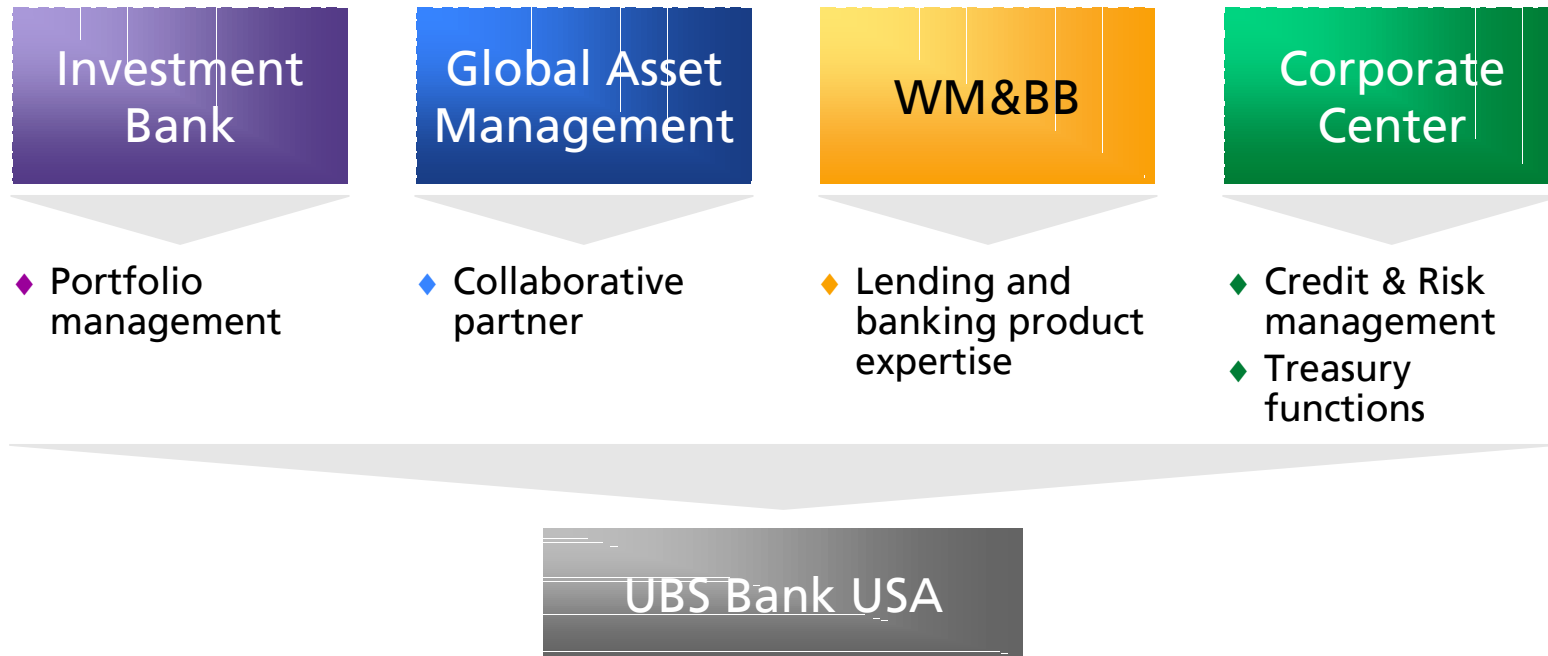 Investment
Bank
Global Asset
Management
WM&BB
Corporate
Center
♦ Portfolio
management
♦ Collaborative
partner
♦ Lending and
banking product
expertise
♦ Credit & Risk
management
♦ Treasury
functions
UBS Bank USA